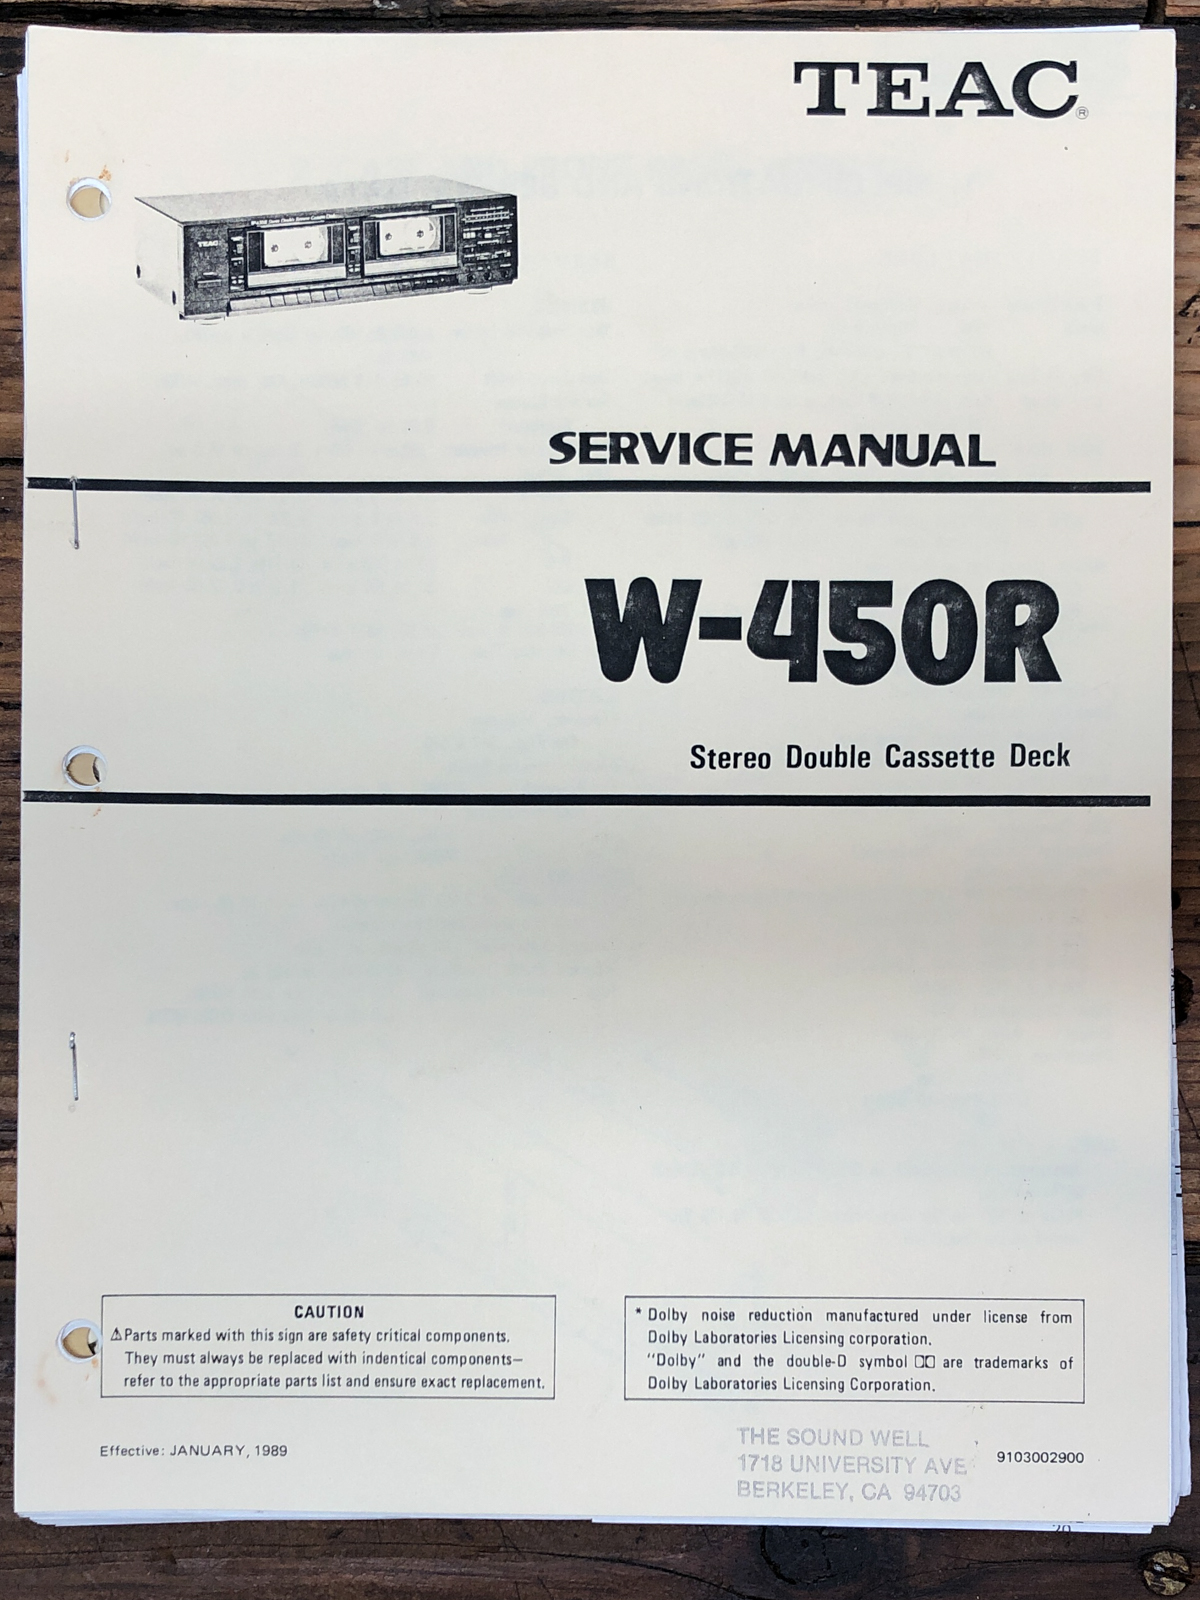 TEAC®
TEAC
SERVICE MANUAL
W-450R
Stereo Double Cassette Deck
CAUTION
⚠Parts marked with this sign are safety critical components.
They must always be replaced with indentical components—
refer to the appropriate parts list and ensure exact replacement.
* Dolby noise reduction manufactured under license from
Dolby Laboratories Licensing corporation.
"Dolby" and the double-D symbol are trademarks of
Dolby Laboratories Licensing Corporation.
Effective: JANUARY, 1989
THE SOUND WELL
1718 UNIVERSITY AVE
BERKELEY, CA 94703
9103002900